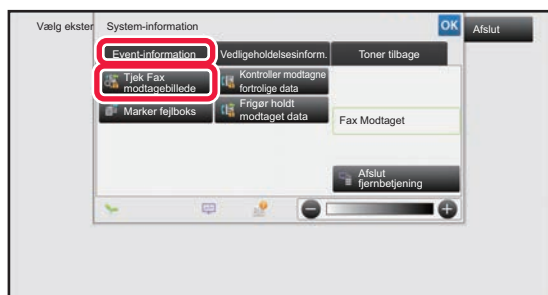 Vælg ekster
System-information
OK
Afslut
Event-information
Vedligeholdelsesinform.
Toner tilbage
Tjek Fax
modtagebillede
Kontroller modtagne
fortrolige data
Marker fejlboks
Frigør holdt
modtaget data
Fax Modtaget
Afslut
fjernbetjening